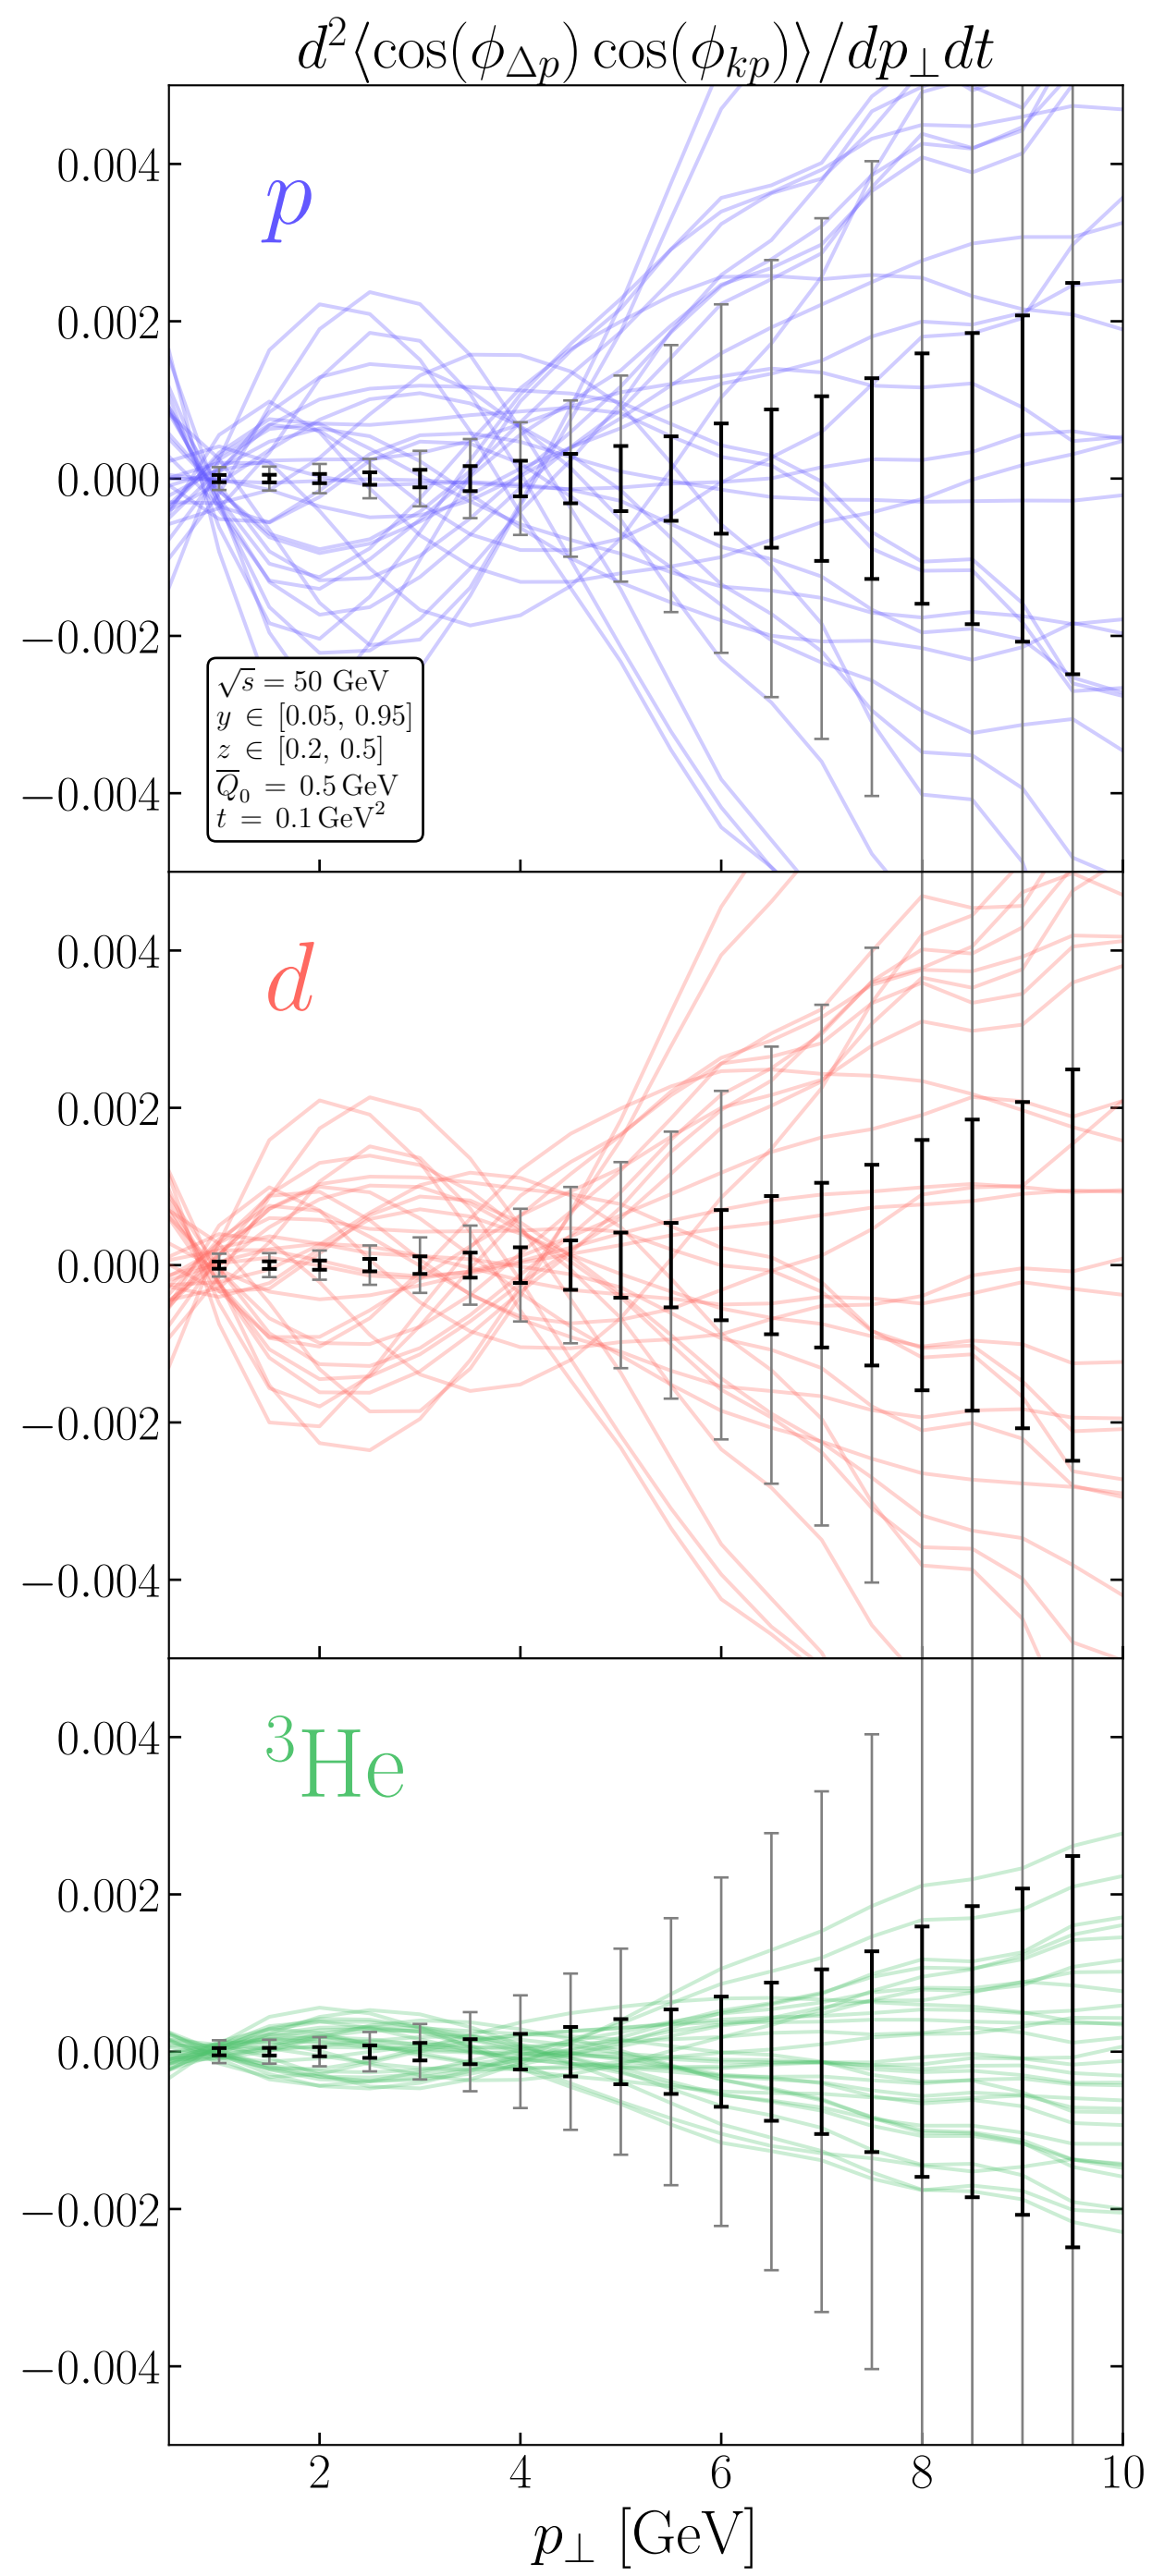 d²⟨cos(ϕ_Δp) cos(ϕ_kp)⟩/dp_⊥dt
0.004
p
0.002
0.000
−0.002
√s = 50 GeV
y ∈ [0.05, 0.95]
z ∈ [0.2, 0.5]
Q̅₀ = 0.5 GeV
t = 0.1 GeV²
−0.004
0.004
d
0.002
0.000
−0.002
−0.004
0.004
³He
0.002
0.000
−0.002
−0.004
2 4 6 8 10
p_⊥ [GeV]